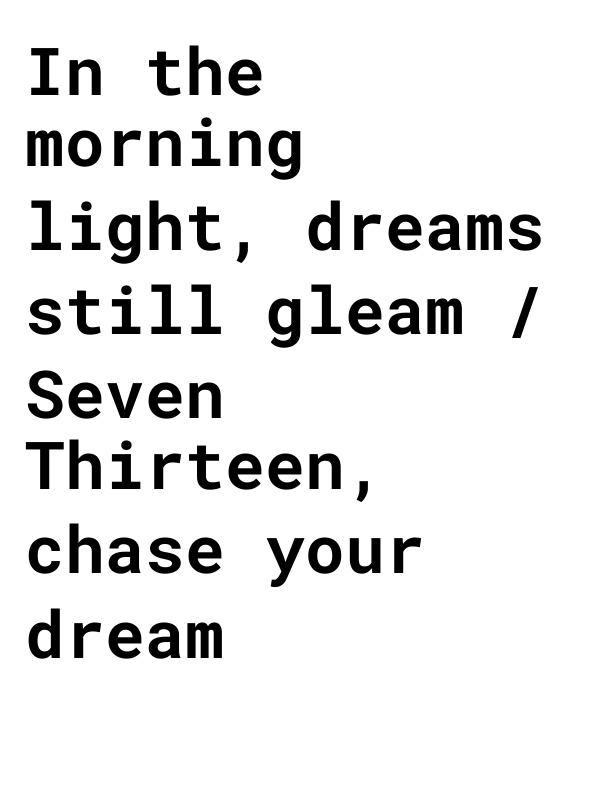 In the
morning
light, dreams
still gleam /
Seven
Thirteen,
chase your
dream